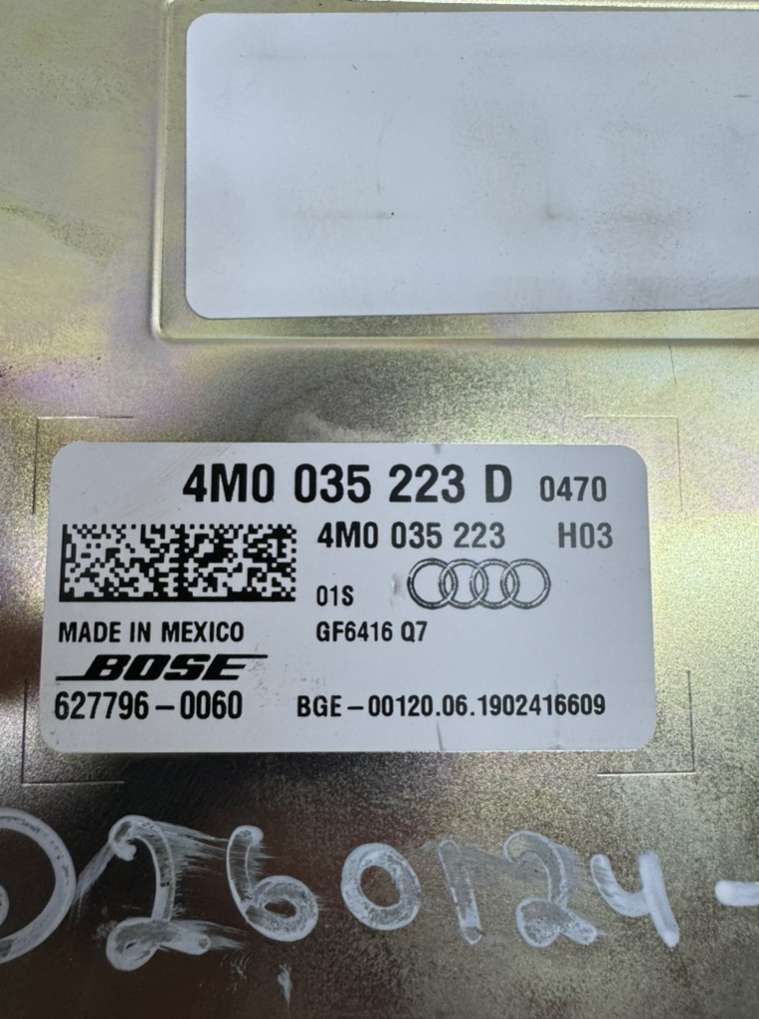 4M0 035 223 D 0470
4M0 035 223 H03
01S
MADE IN MEXICO GF6416 Q7
BOSE
627796-0060 BGE-00120.06.1902416609
0260124-